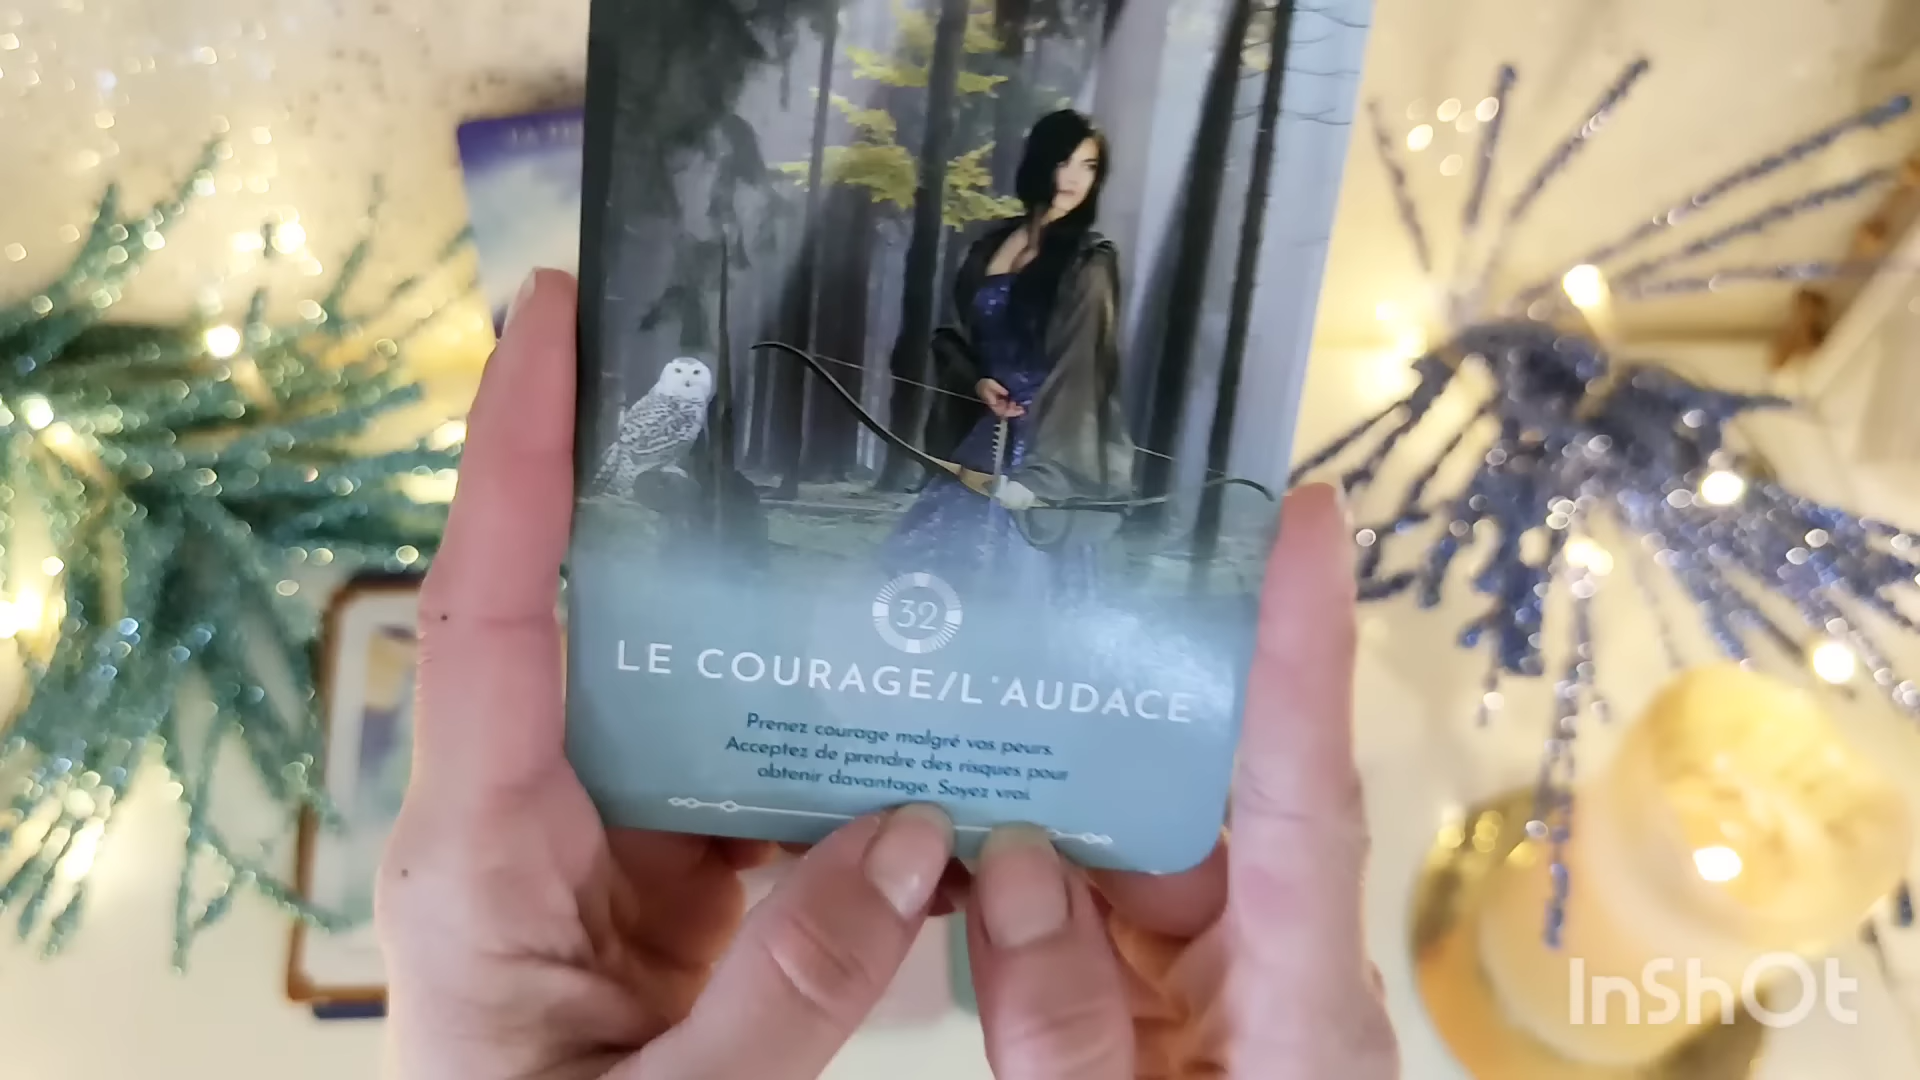 32
LE COURAGE/L'AUDACE
Prenez courage malgré vos peurs.
Acceptez de prendre des risques pour
obtenir davantage. Soyez vrai.
InShOt